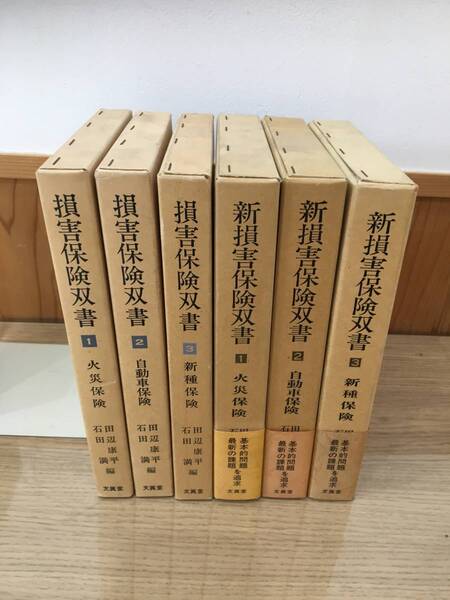 損害保険双書
1
火災保険
田辺康平
石田 満 編
文眞堂
損害保険双書
2
自動車保険
田辺康平
石田 満 編
文眞堂
損害保険双書
3
新種保険
田辺康平
石田 満 編
文眞堂
新損害保険双書
1
火災保険
基本的問題
最新の課題を追求
文眞堂
新損害保険双書
2
自動車保険
基本的問題
最新の課題を追求
文眞堂
新損害保険双書
3
新種保険
基本的問題
最新の課題を追求
文眞堂